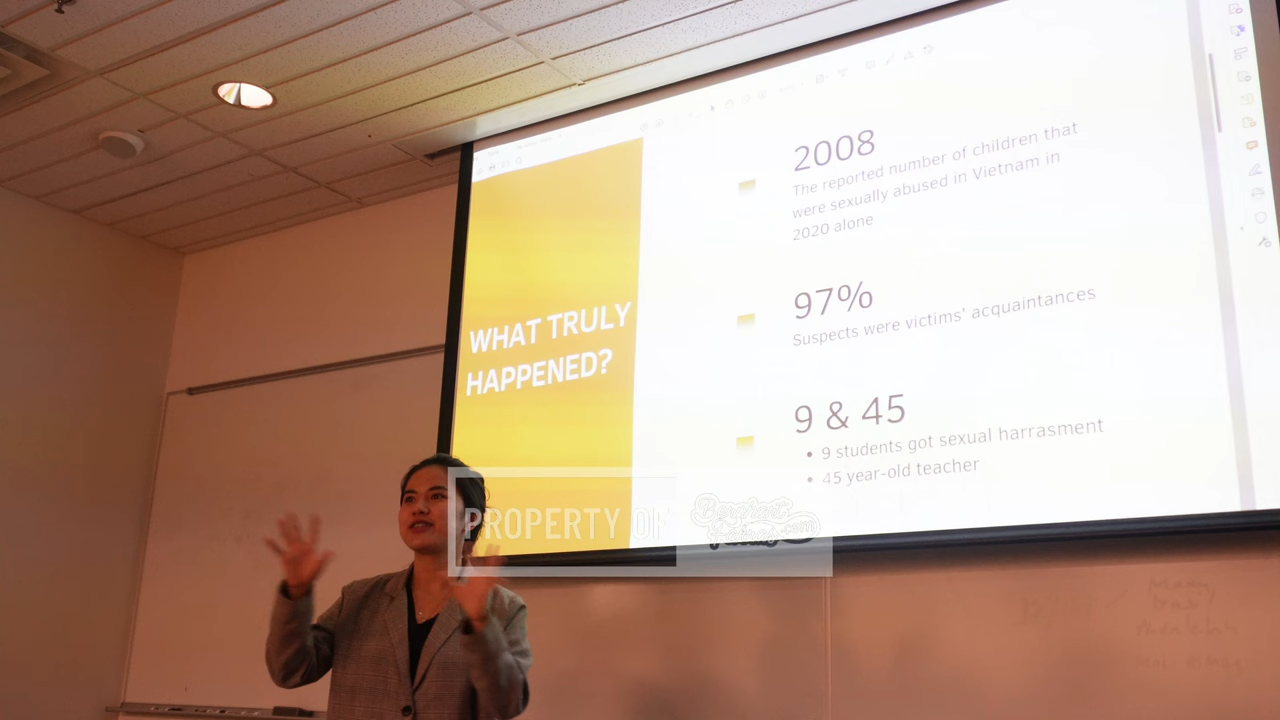 WHAT TRULY
HAPPENED?
2008
The reported number of children that
were sexually abused in Vietnam in
2020 alone
97%
Suspects were victims' acquaintances
9 & 45
• 9 students got sexual harrasment
• 45 year-old teacher
PROPERTY OF